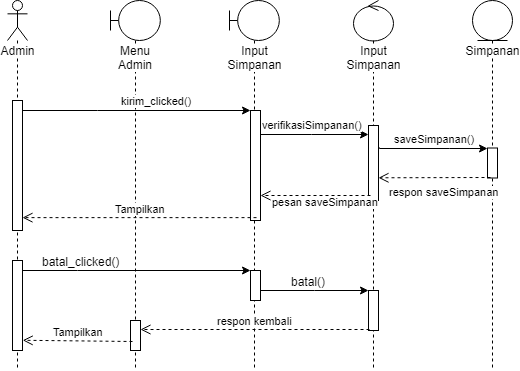 Admin
Menu
Admin
Input
Simpanan
Input
Simpanan
Simpanan
kirim_clicked()
verifikasiSimpanan()
saveSimpanan()
respon saveSimpanan
pesan saveSimpanan
Tampilkan
batal_clicked()
batal()
respon kembali
Tampilkan